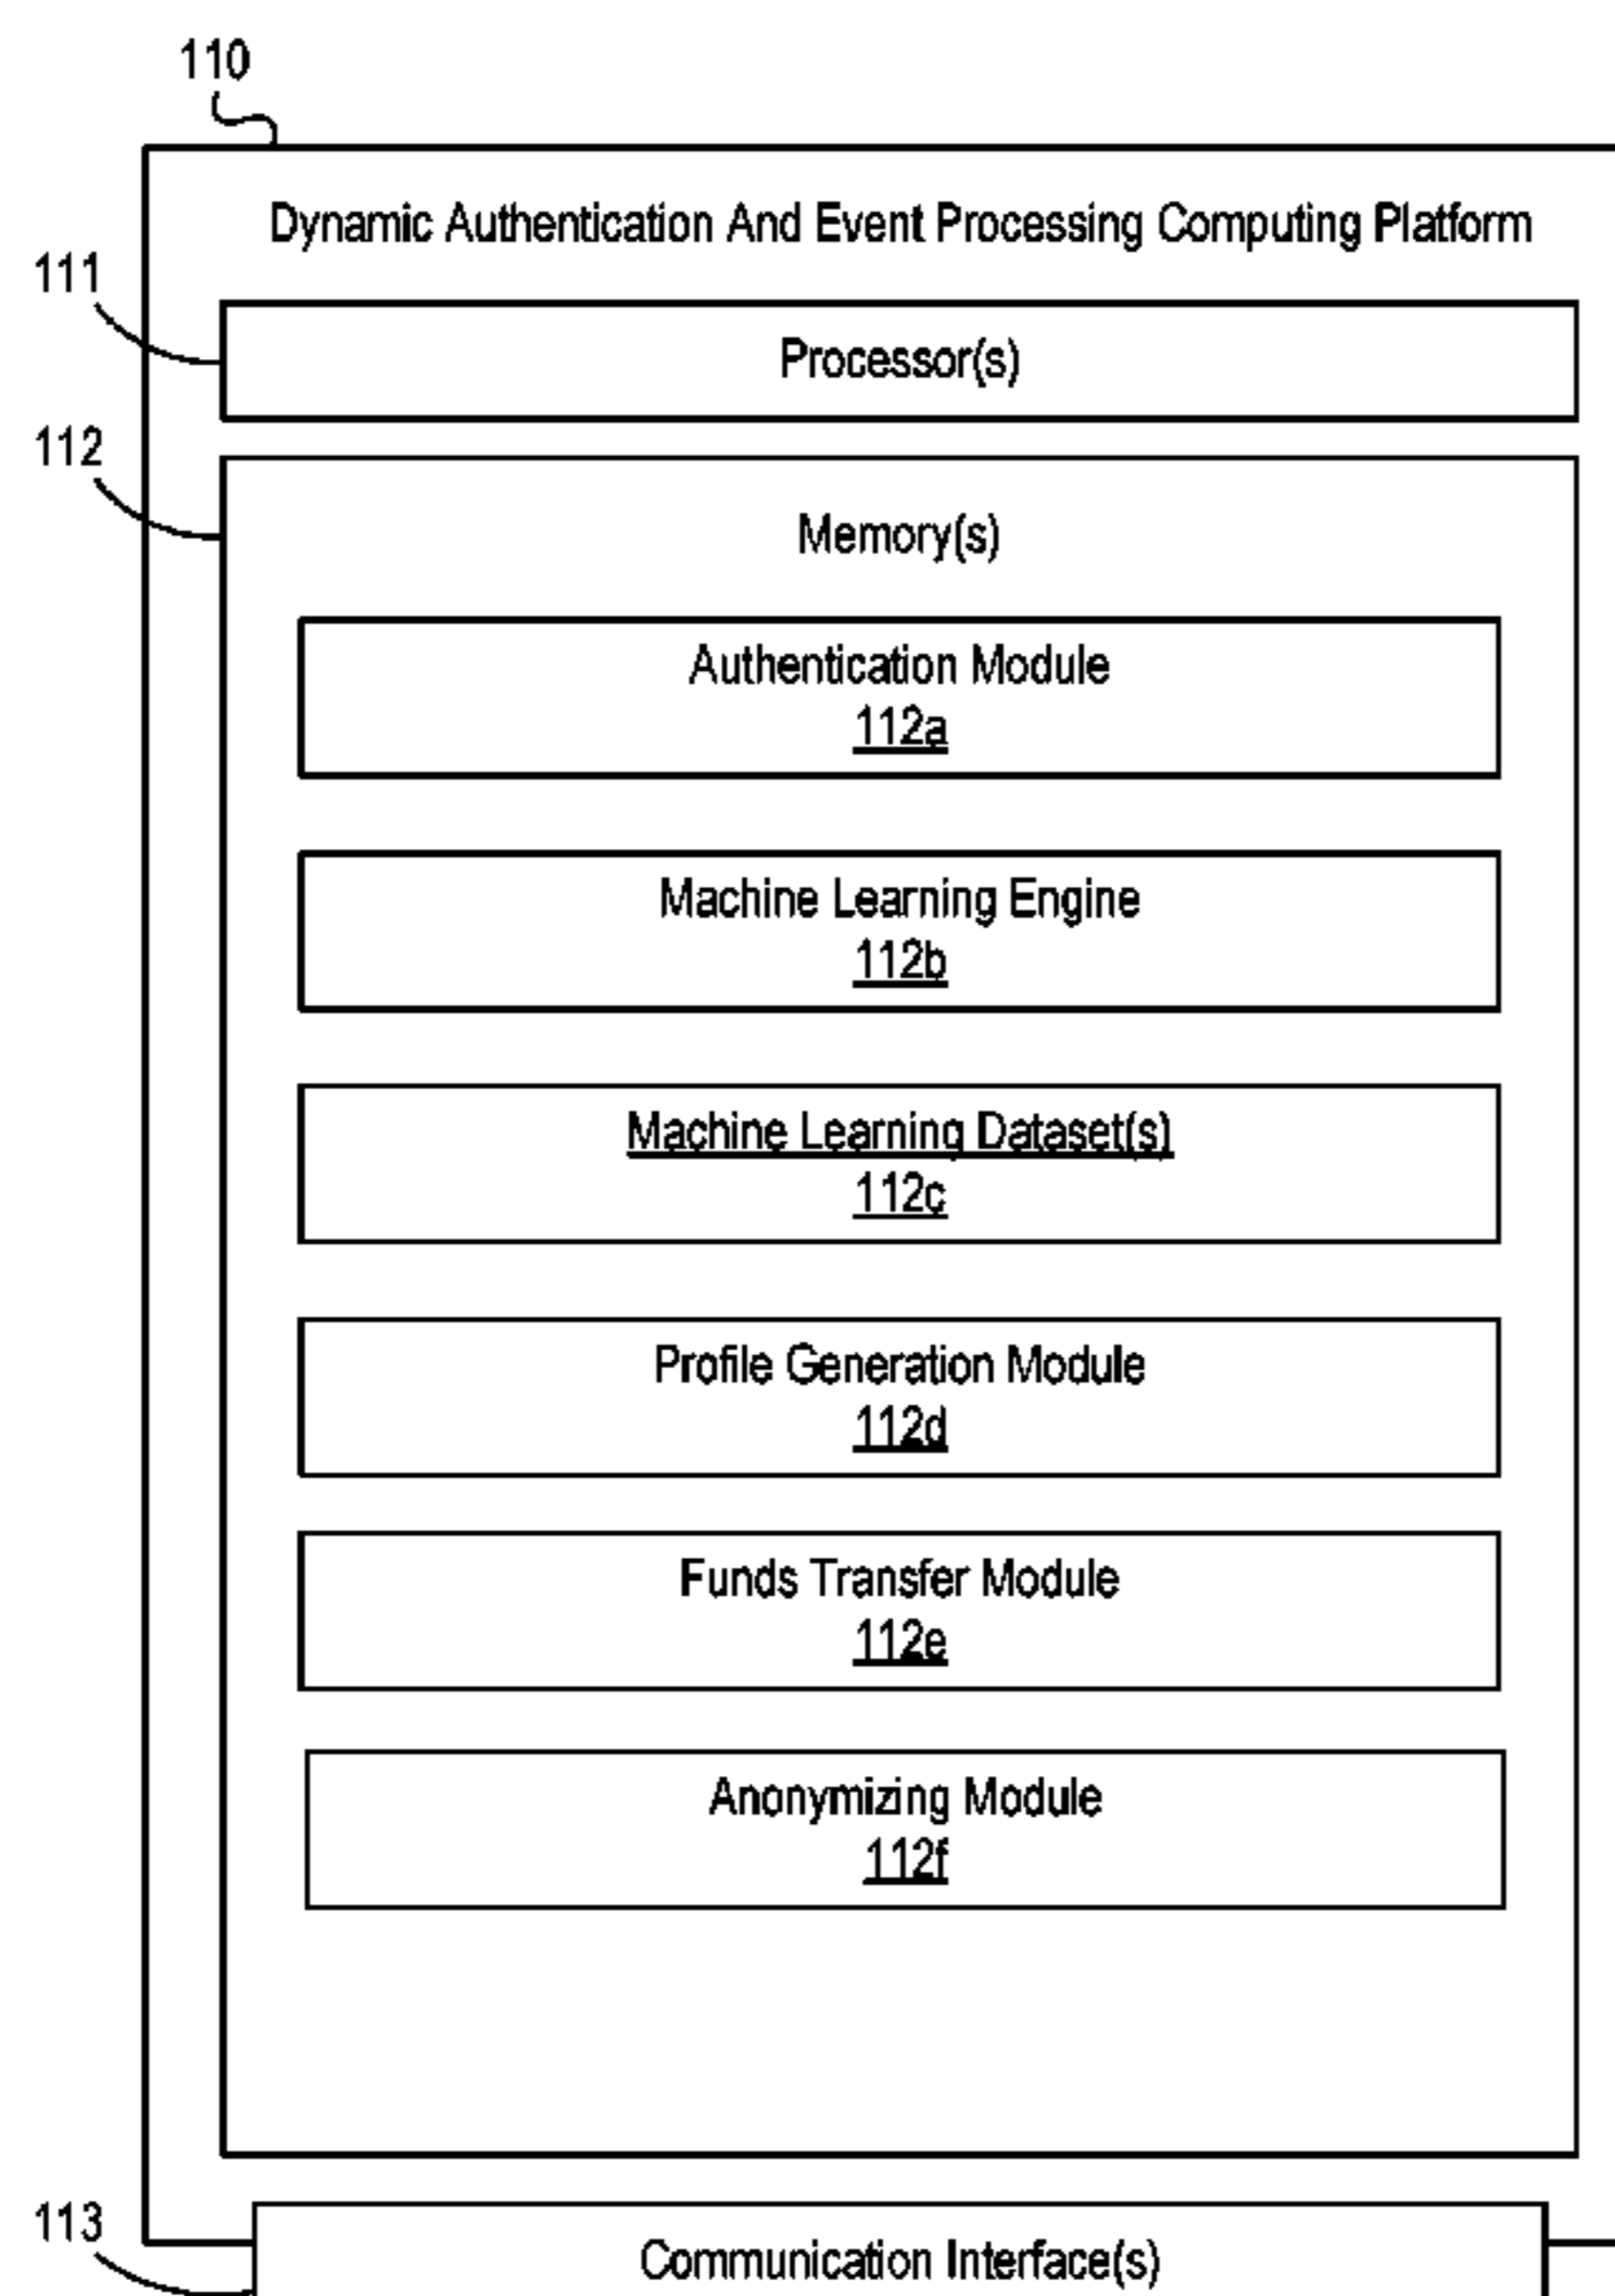 110
Dynamic Authentication And Event Processing Computing Platform
111
Processor(s)
112
Memory(s)
Authentication Module
112a
Machine Learning Engine
112b
Machine Learning Dataset(s)
112c
Profile Generation Module
112d
Funds Transfer Module
112e
Anonymizing Module
112f
113
Communication Interface(s)